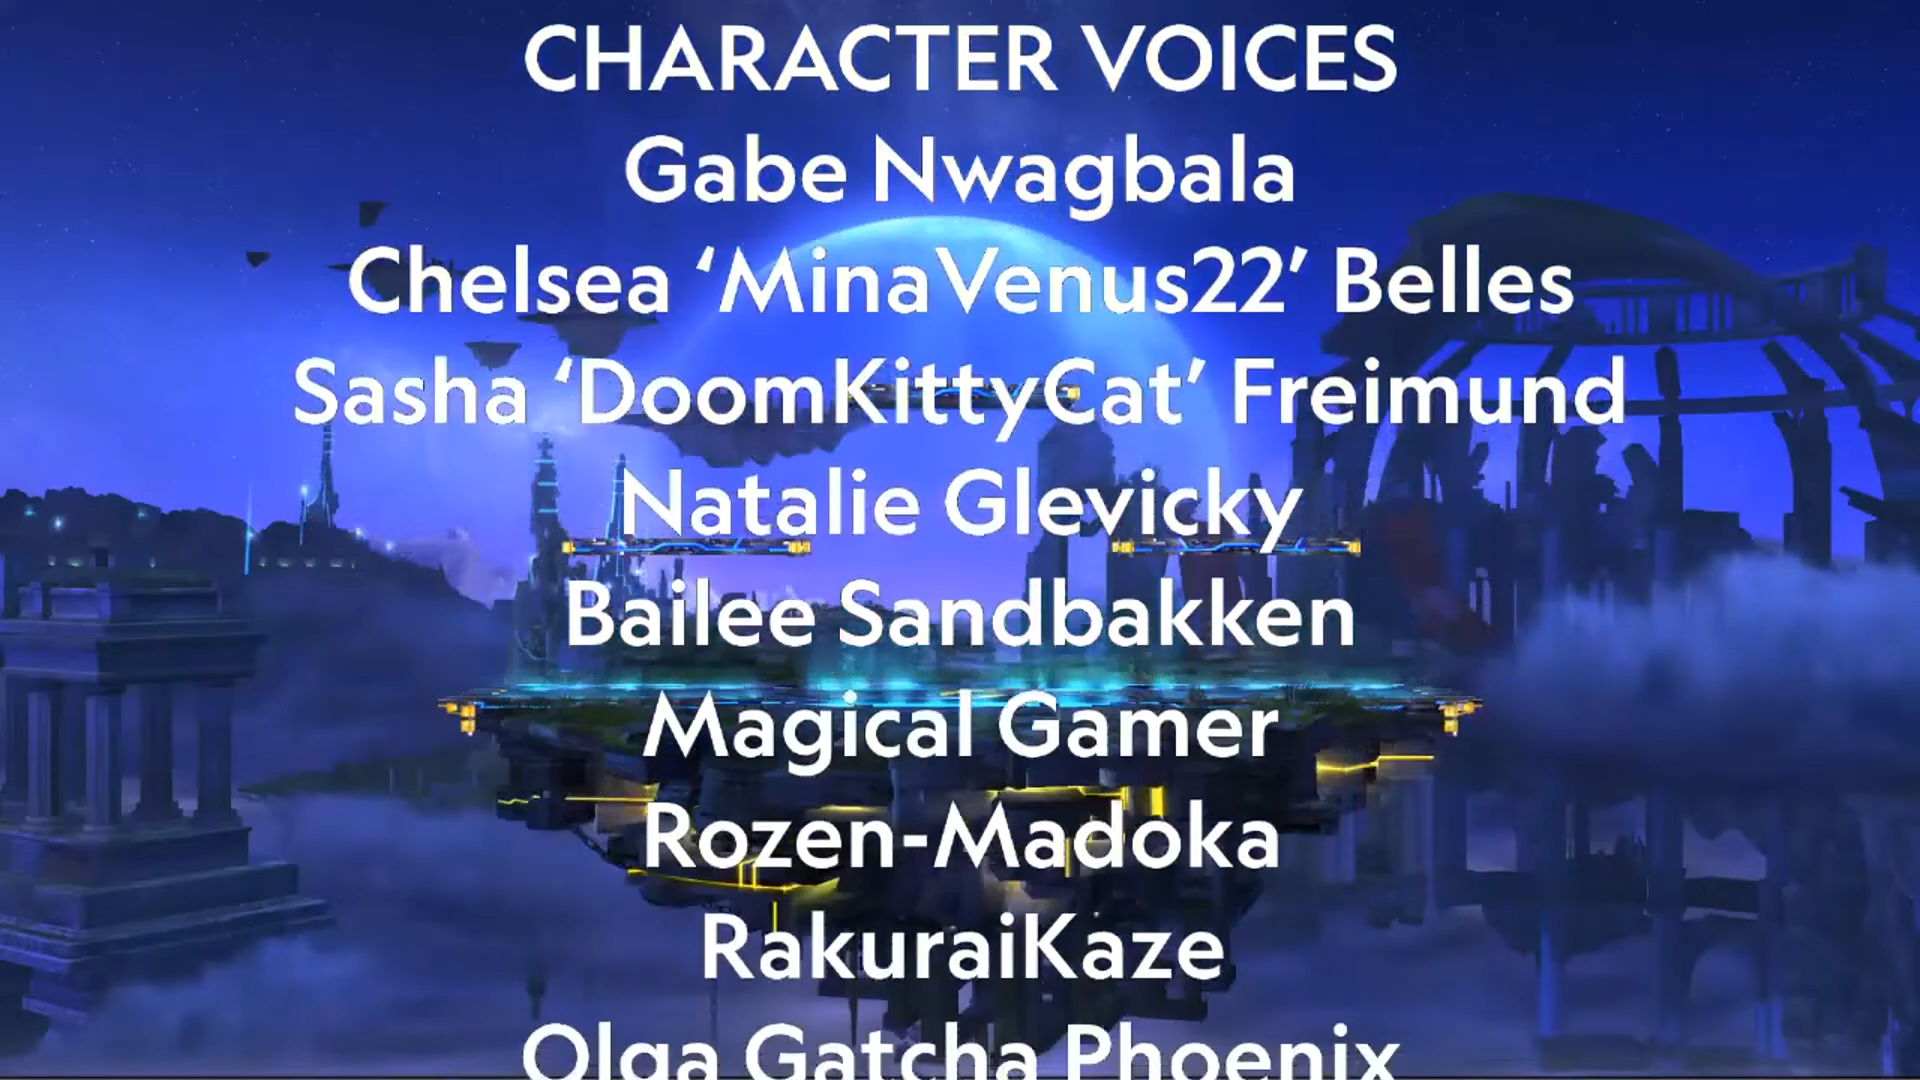 CHARACTER VOICES
Gabe Nwagbala
Chelsea ‘MinaVenus22’ Belles
Sasha ‘DoomKittyCat’ Freimund
Natalie Glevicky
Bailee Sandbakken
Magical Gamer
Rozen-Madoka
RakuraiKaze
Olga Gatcha Phoenix